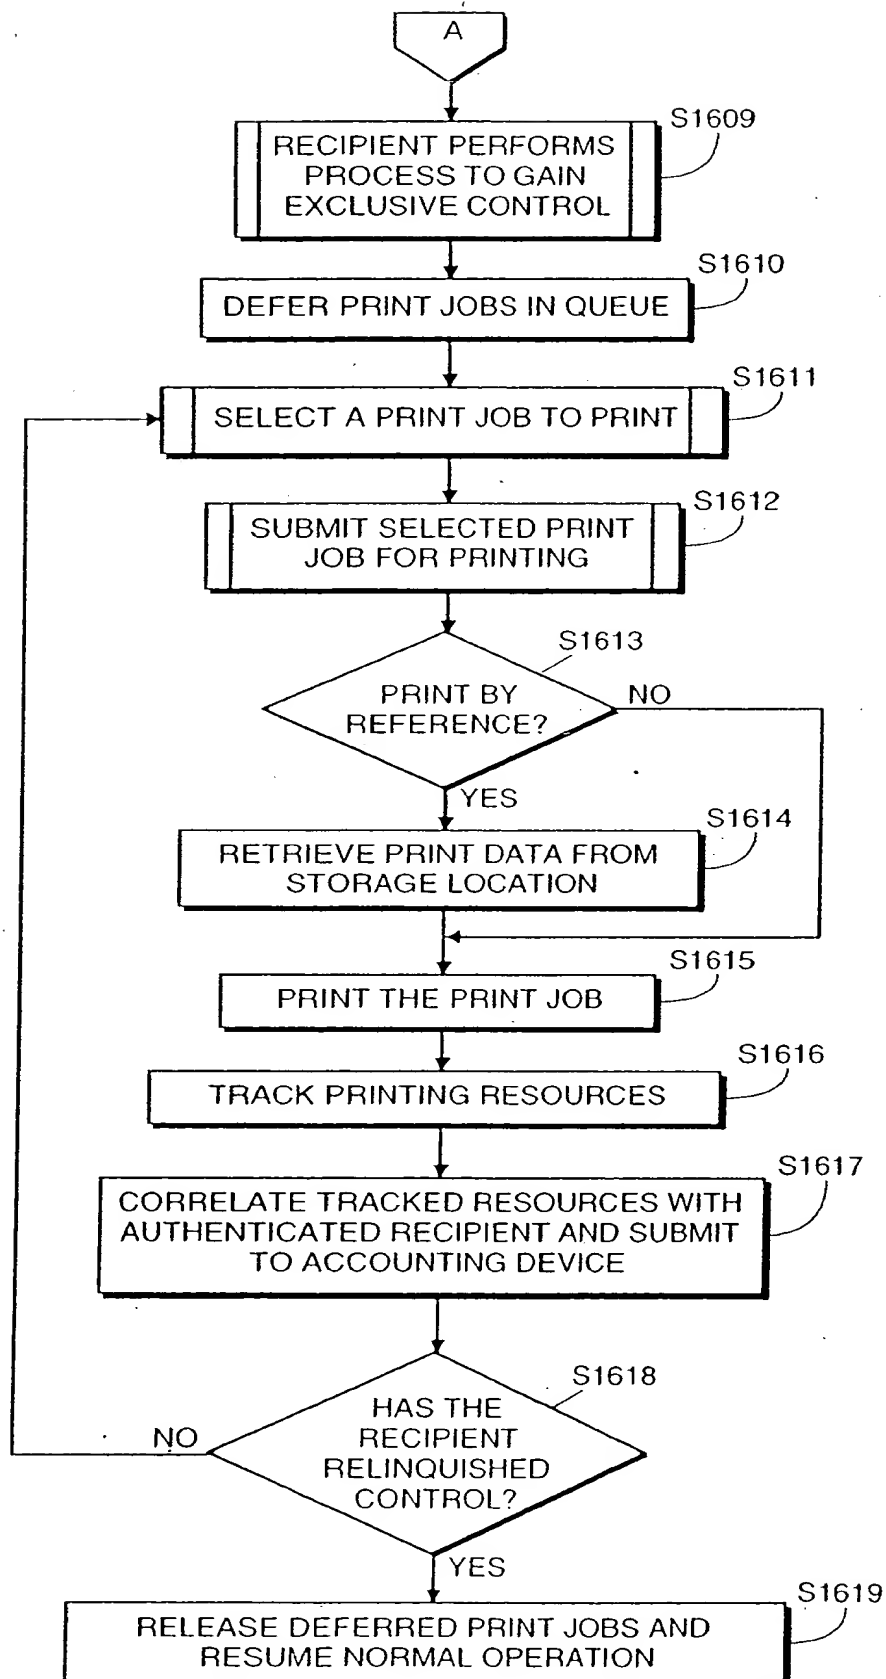 A
S1609
RECIPIENT PERFORMS
PROCESS TO GAIN
EXCLUSIVE CONTROL
S1610
DEFER PRINT JOBS IN QUEUE
S1611
SELECT A PRINT JOB TO PRINT
S1612
SUBMIT SELECTED PRINT
JOB FOR PRINTING
S1613
PRINT BY
REFERENCE?
NO
YES
S1614
RETRIEVE PRINT DATA FROM
STORAGE LOCATION
S1615
PRINT THE PRINT JOB
S1616
TRACK PRINTING RESOURCES
S1617
CORRELATE TRACKED RESOURCES WITH
AUTHENTICATED RECIPIENT AND SUBMIT
TO ACCOUNTING DEVICE
S1618
HAS THE
RECIPIENT
RELINQUISHED
CONTROL?
NO
YES
S1619
RELEASE DEFERRED PRINT JOBS AND
RESUME NORMAL OPERATION